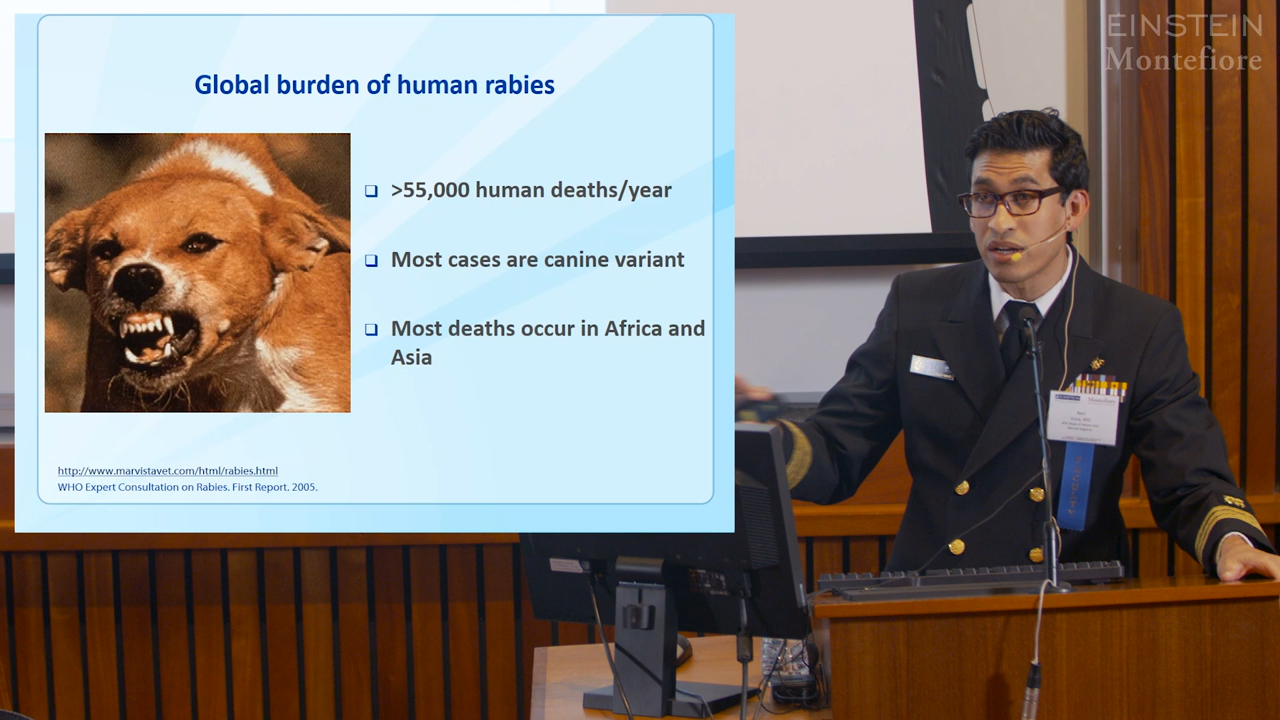 EINSTEIN
Montefiore
Global burden of human rabies
>55,000 human deaths/year
Most cases are canine variant
Most deaths occur in Africa and
Asia
http://www.marvistavet.com/html/rabies.html
WHO Expert Consultation on Rabies. First Report. 2005.
EINSTEIN Montefiore